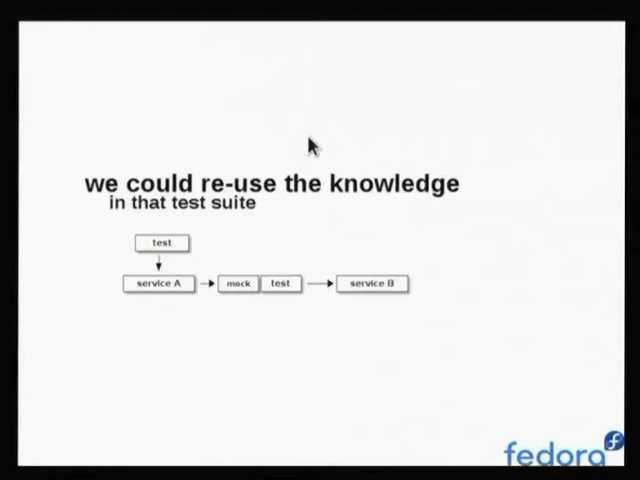 we could re-use the knowledge
in that test suite
test
service A
mock
test
service B
fedora